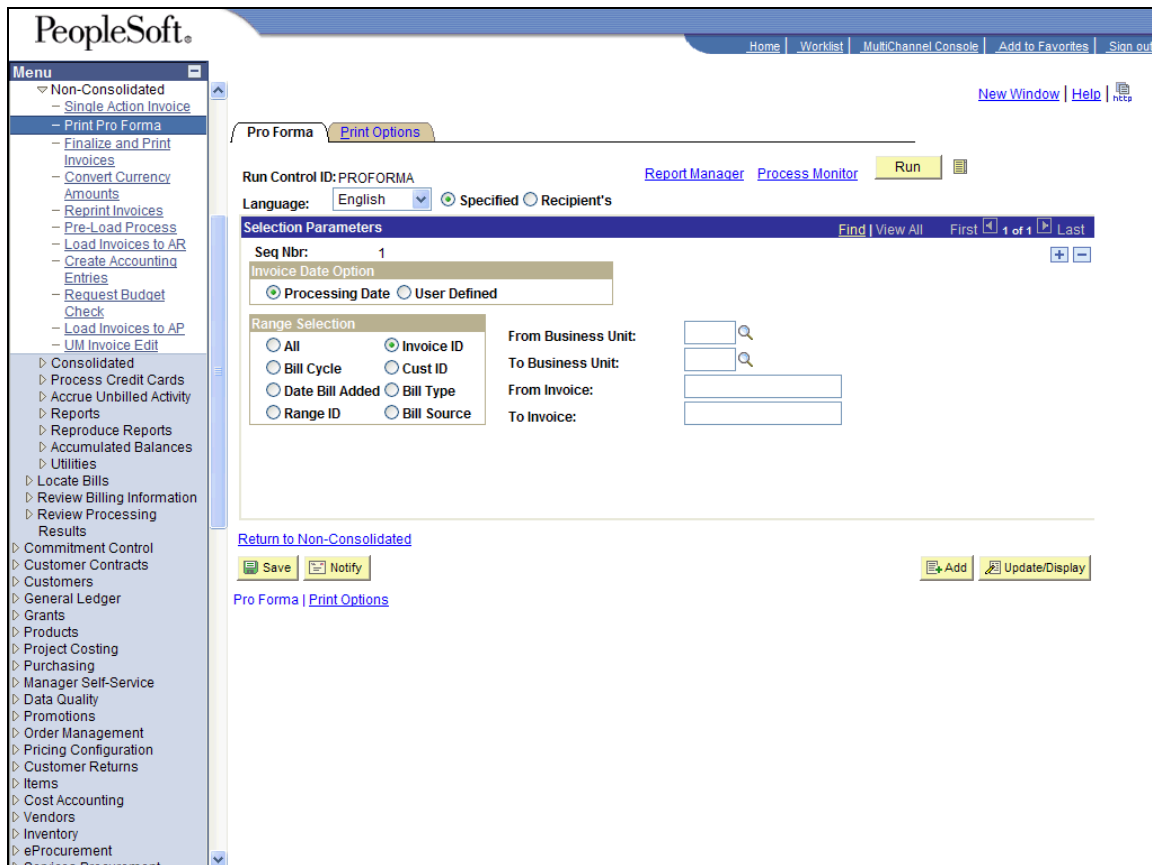 PeopleSoft®
Home | Worklist | MultiChannel Console | Add to Favorites | Sign out
Menu
Non-Consolidated
Single Action Invoice
Print Pro Forma
Finalize and Print
Invoices
Convert Currency
Amounts
Reprint Invoices
Pre-Load Process
Load Invoices to AR
Create Accounting
Entries
Request Budget
Check
Load Invoices to AP
UM Invoice Edit
Consolidated
Process Credit Cards
Accrue Unbilled Activity
Reports
Reproduce Reports
Accumulated Balances
Utilities
Locate Bills
Review Billing Information
Review Processing
Results
Commitment Control
Customer Contracts
Customers
General Ledger
Grants
Products
Project Costing
Purchasing
Manager Self-Service
Data Quality
Promotions
Order Management
Pricing Configuration
Customer Returns
Items
Cost Accounting
Vendors
Inventory
eProcurement
Services Procurement
New Window | Help | http
Pro Forma Print Options
Run Control ID: PROFORMA Report Manager Process Monitor Run
Language: English Specified Recipient's
Selection Parameters Find | View All First 1 of 1 Last
Seq Nbr: 1
Invoice Date Option
Processing Date User Defined
Range Selection
All Invoice ID
Bill Cycle Cust ID
Date Bill Added Bill Type
Range ID Bill Source
From Business Unit:
To Business Unit:
From Invoice:
To Invoice:
Return to Non-Consolidated
Save Notify Add Update/Display
Pro Forma | Print Options